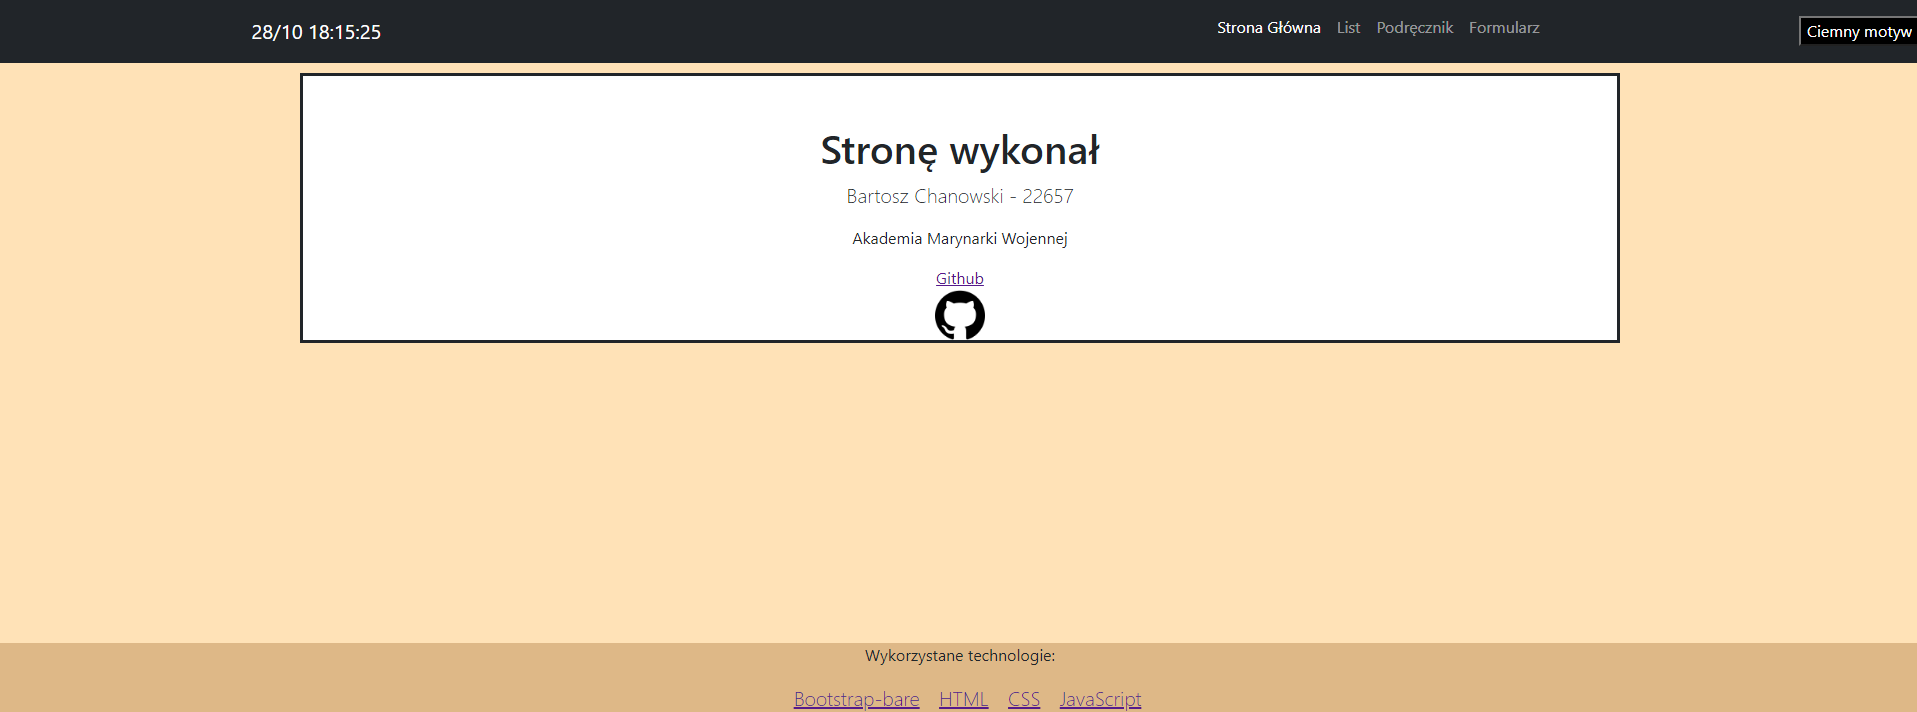 28/10 18:15:25
Strona Główna List Podręcznik Formularz
Ciemny motyw
Stronę wykonał
Bartosz Chanowski - 22657
Akademia Marynarki Wojennej
Github
Wykorzystane technologie:
Bootstrap-bare HTML CSS JavaScript